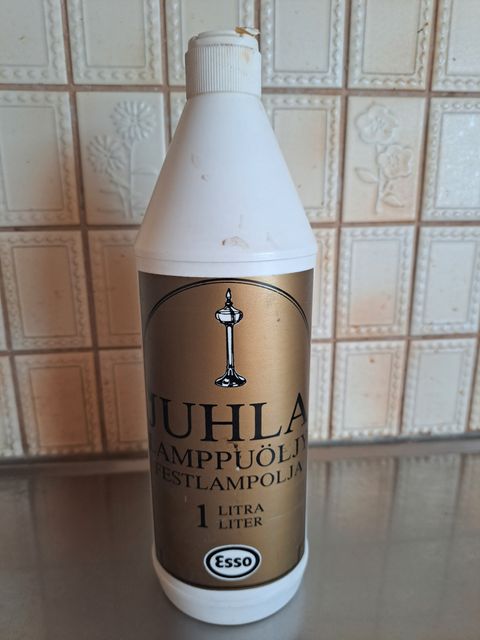 JUHLA
LAMPPUÖLJY
FESTLAMPOLJA
1 LITRA
LITER
Esso